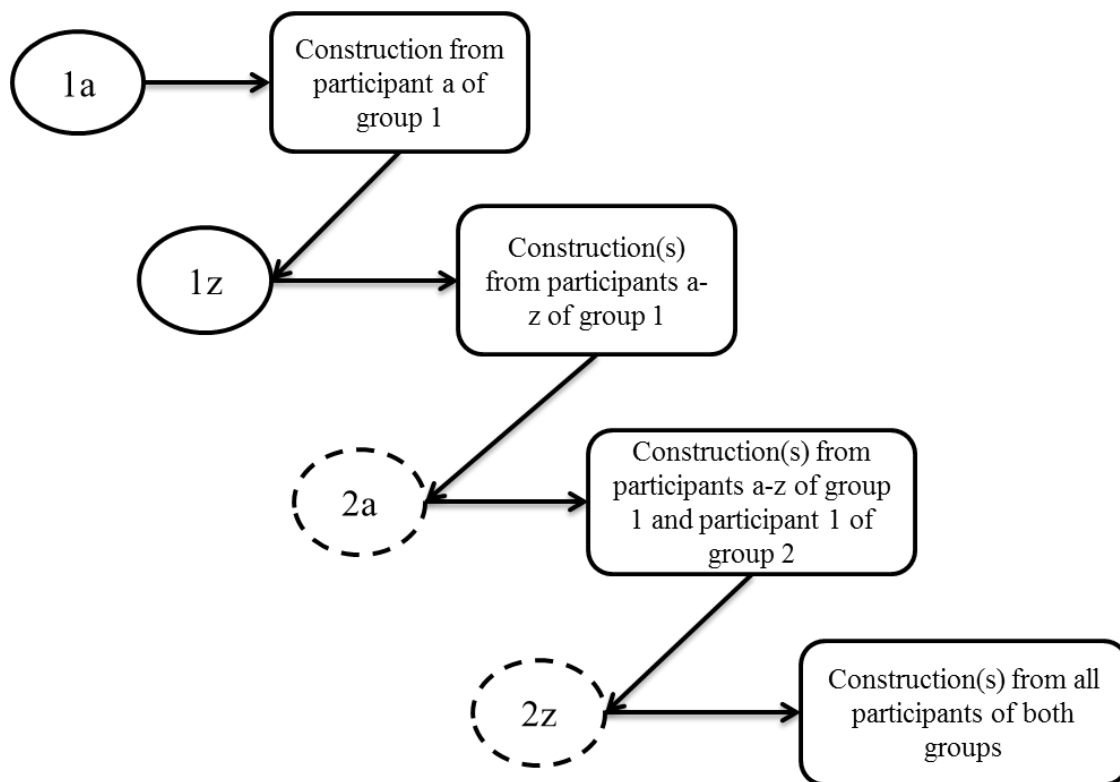 1a
Construction from
participant a of
group 1
1z
Construction(s)
from participants a-
z of group 1
2a
Construction(s) from
participants a-z of group
1 and participant 1 of
group 2
2z
Construction(s) from all
participants of both
groups